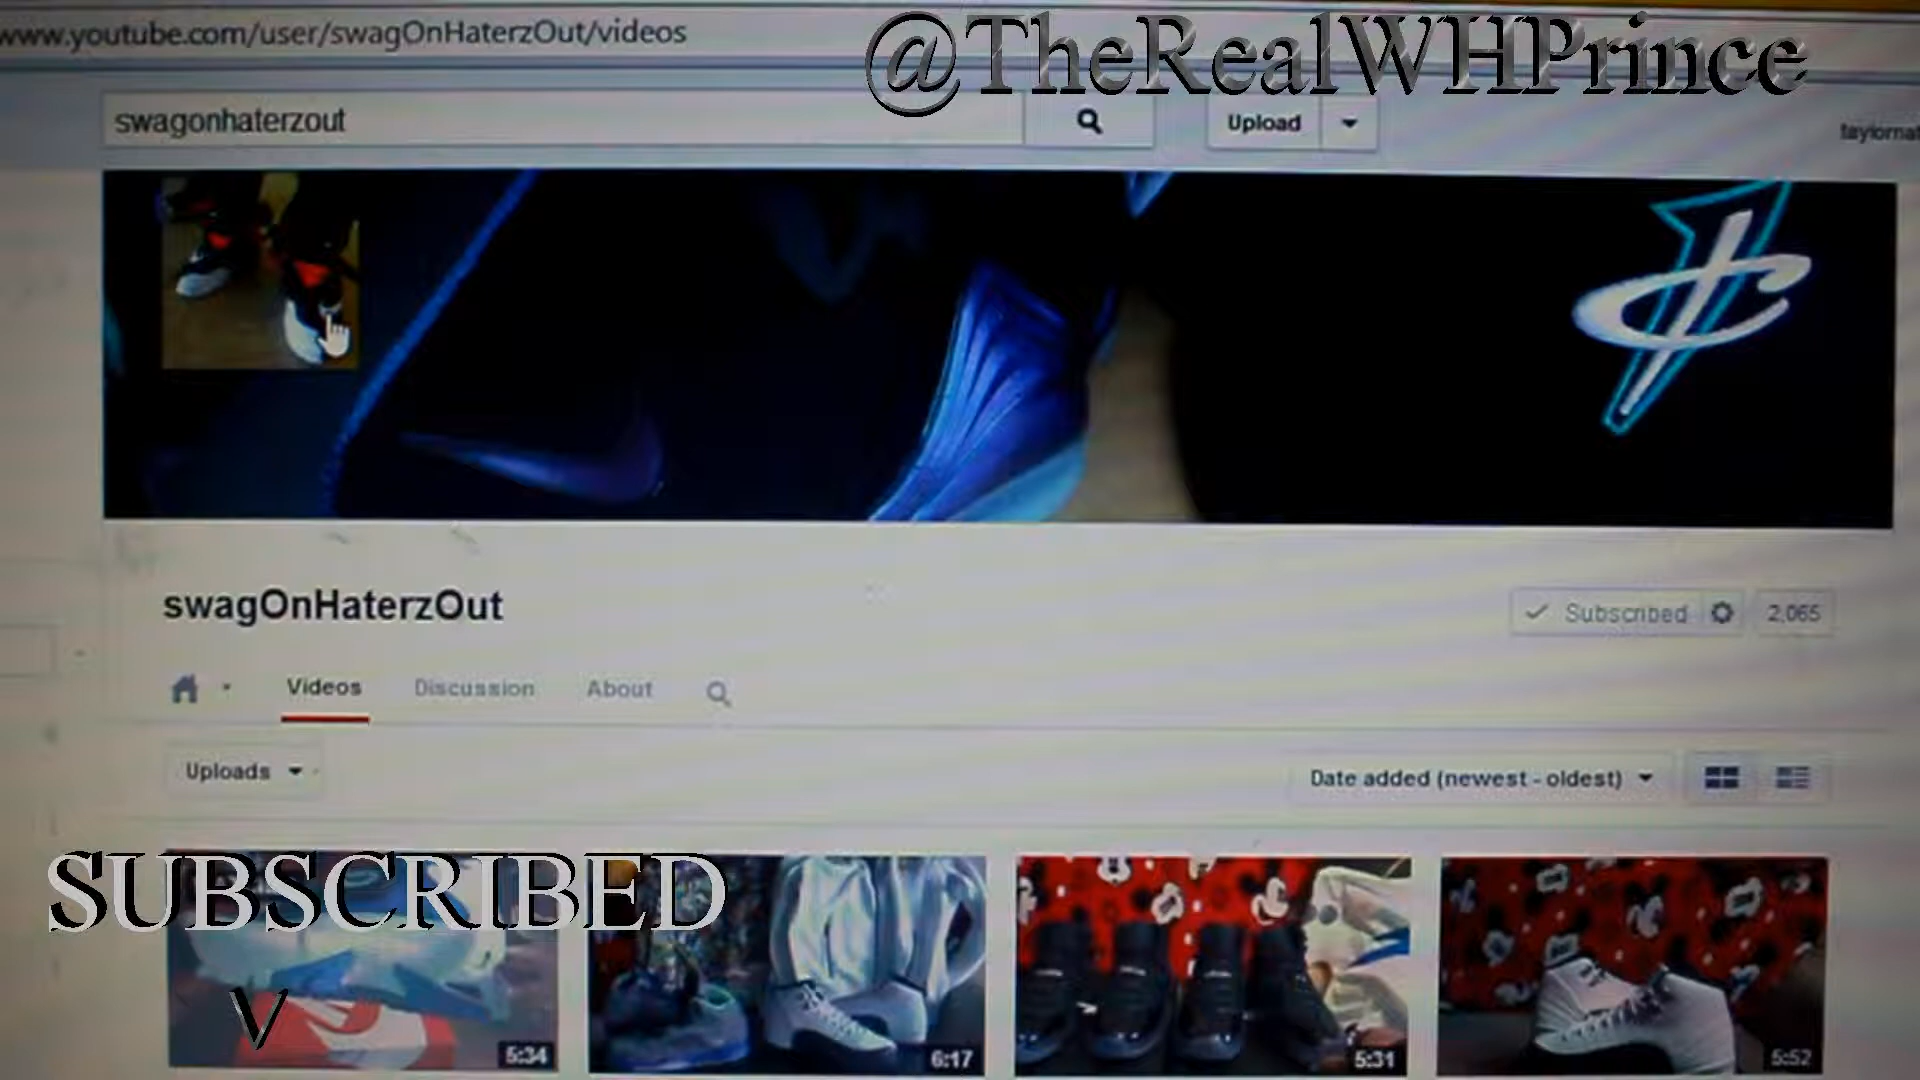 www.youtube.com/user/swagOnHaterzOut/videos
@TheRealWHPrince
swagonhaterzout
Upload
swagOnHaterzOut
Subscribed 2,065
Videos Discussion About
Uploads
Date added (newest - oldest)
SUBSCRIBED
V
5:34 6:17 5:31 5:52